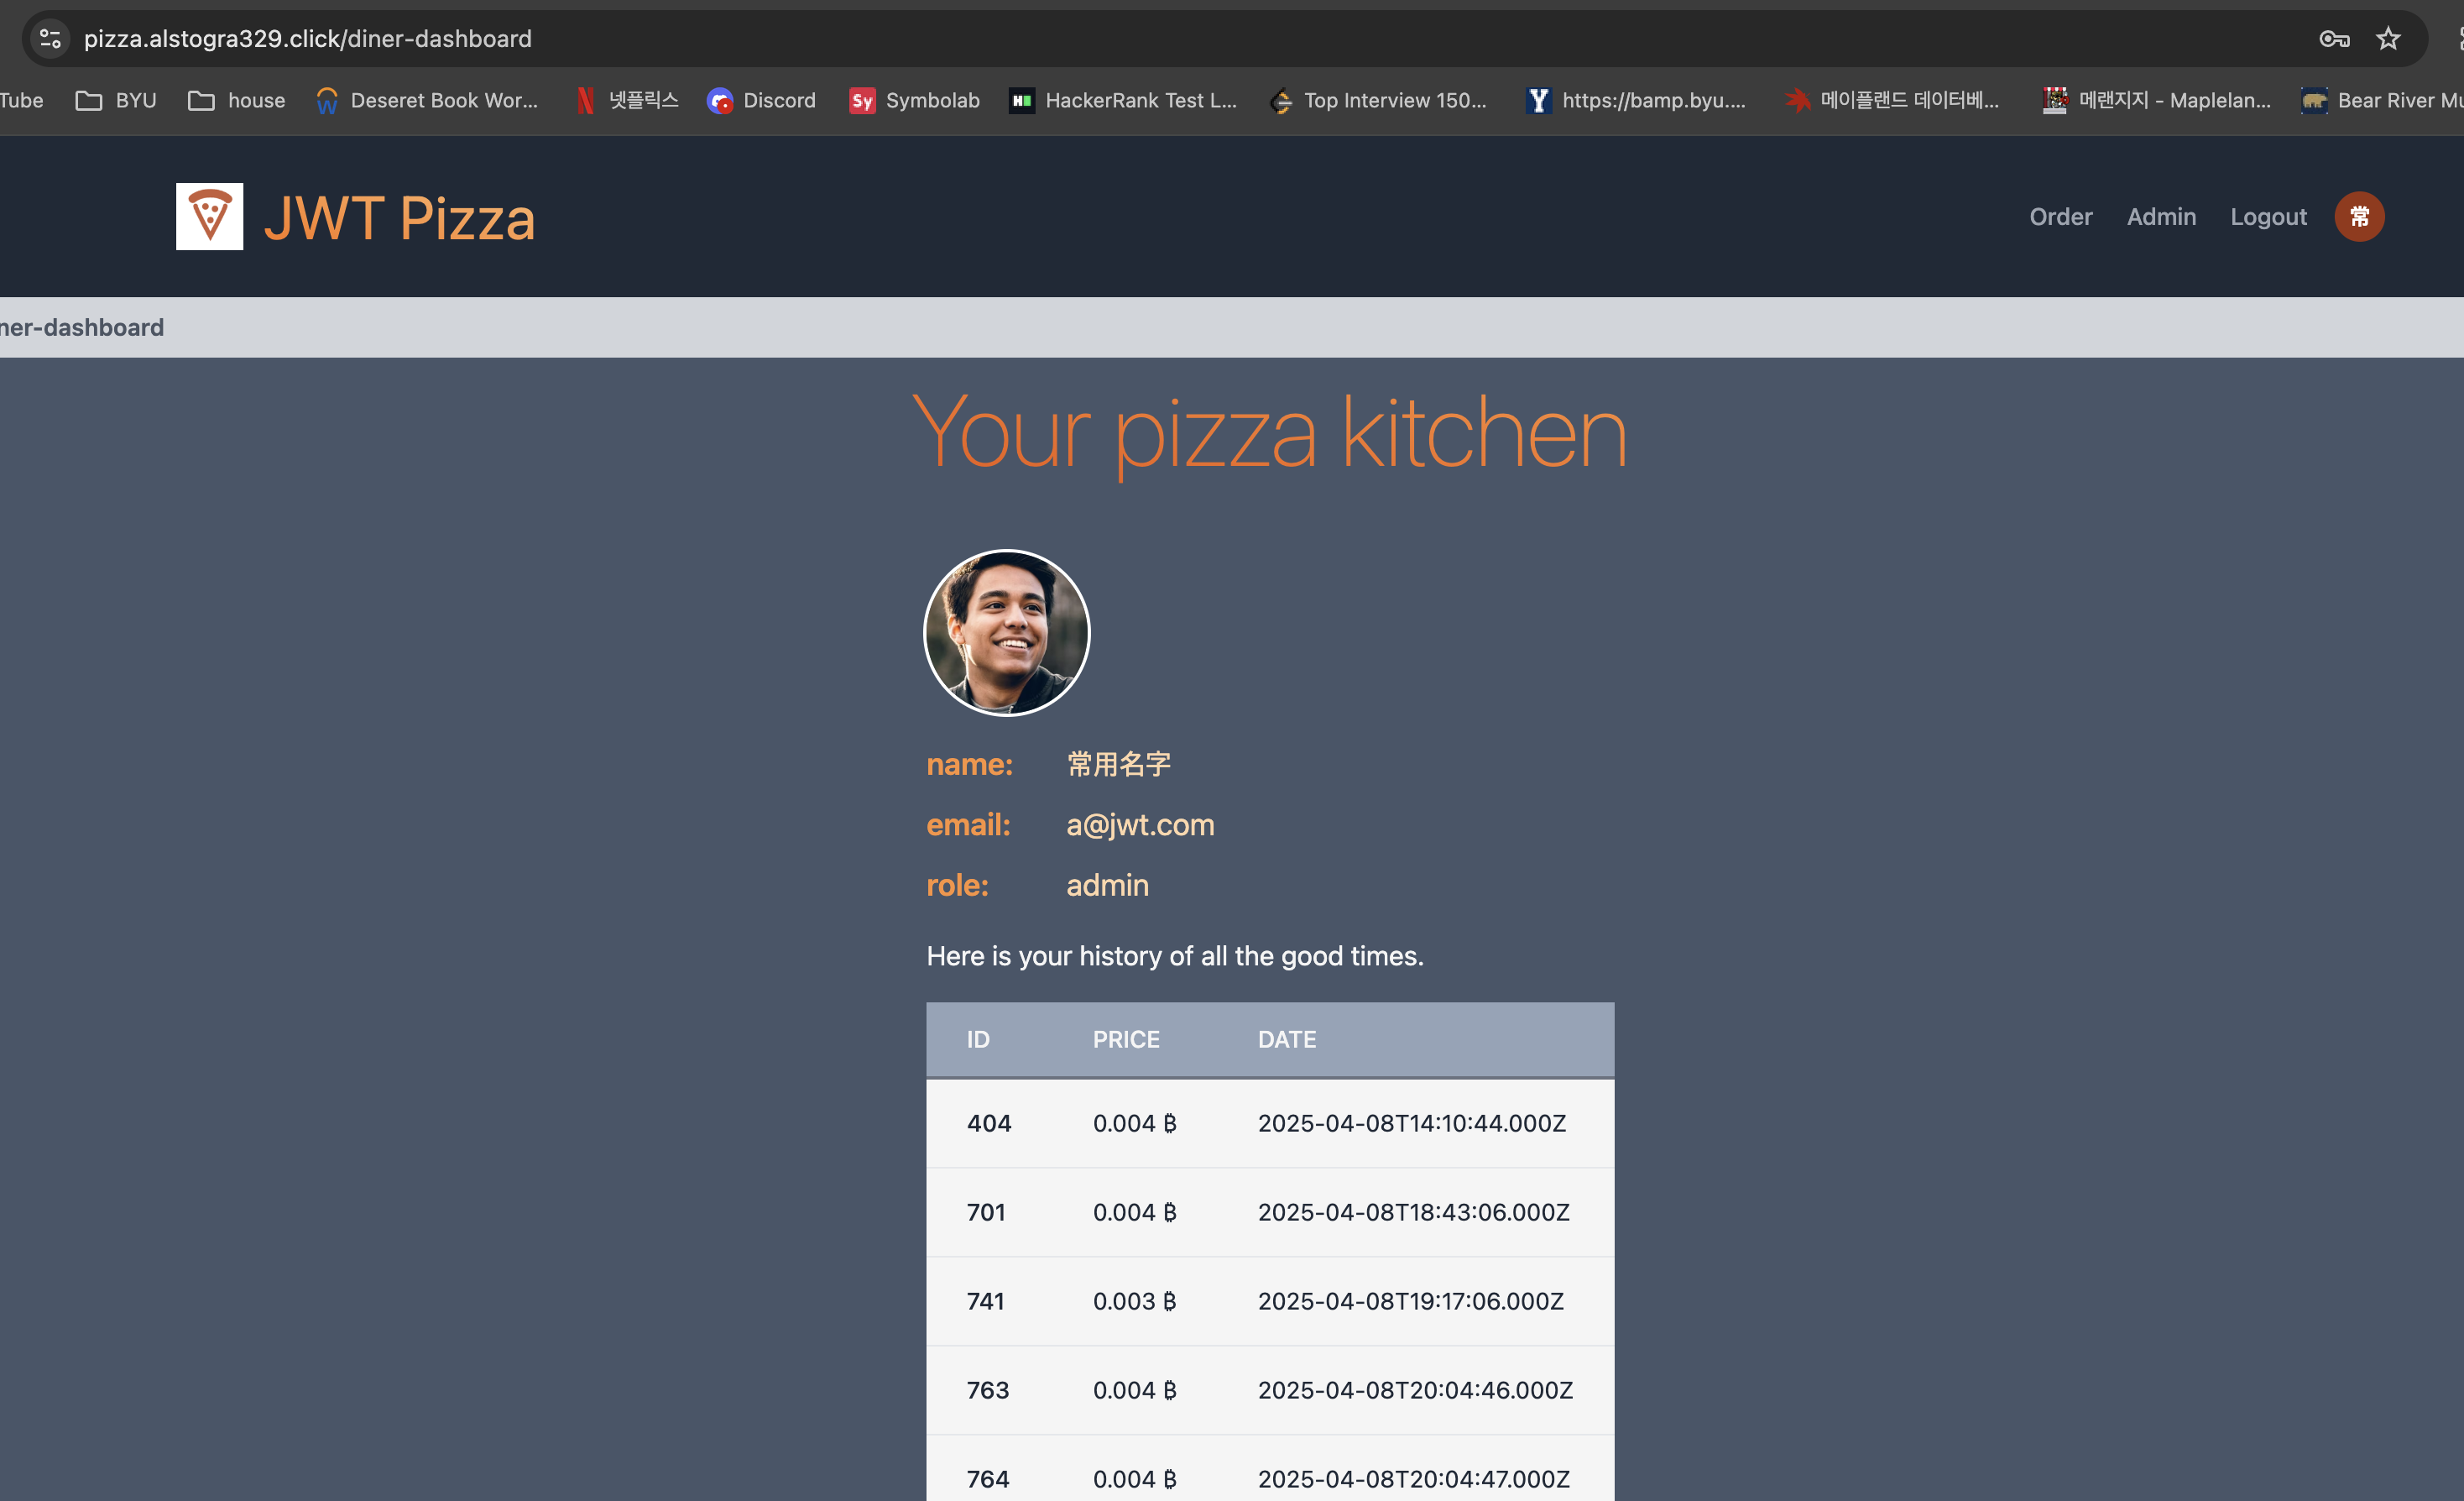 pizza.alstogra329.click/diner-dashboard
Tube BYU house Deseret Book Wor... 넷플릭스 Discord Sy Symbolab Top Interview 150... HackerRank Test L... https://bamp.byu.... 메이플랜드 데이터베... 메랜지지 - Maplelan... Bear River Mu
JWT Pizza
Order Admin Logout 常
ner-dashboard
Your pizza kitchen
name: 常用名字
email: a@jwt.com
role: admin
Here is your history of all the good times.
ID PRICE DATE
404 0.004 ₿ 2025-04-08T14:10:44.000Z
701 0.004 ₿ 2025-04-08T18:43:06.000Z
741 0.003 ₿ 2025-04-08T19:17:06.000Z
763 0.004 ₿ 2025-04-08T20:04:46.000Z
764 0.004 ₿ 2025-04-08T20:04:47.000Z